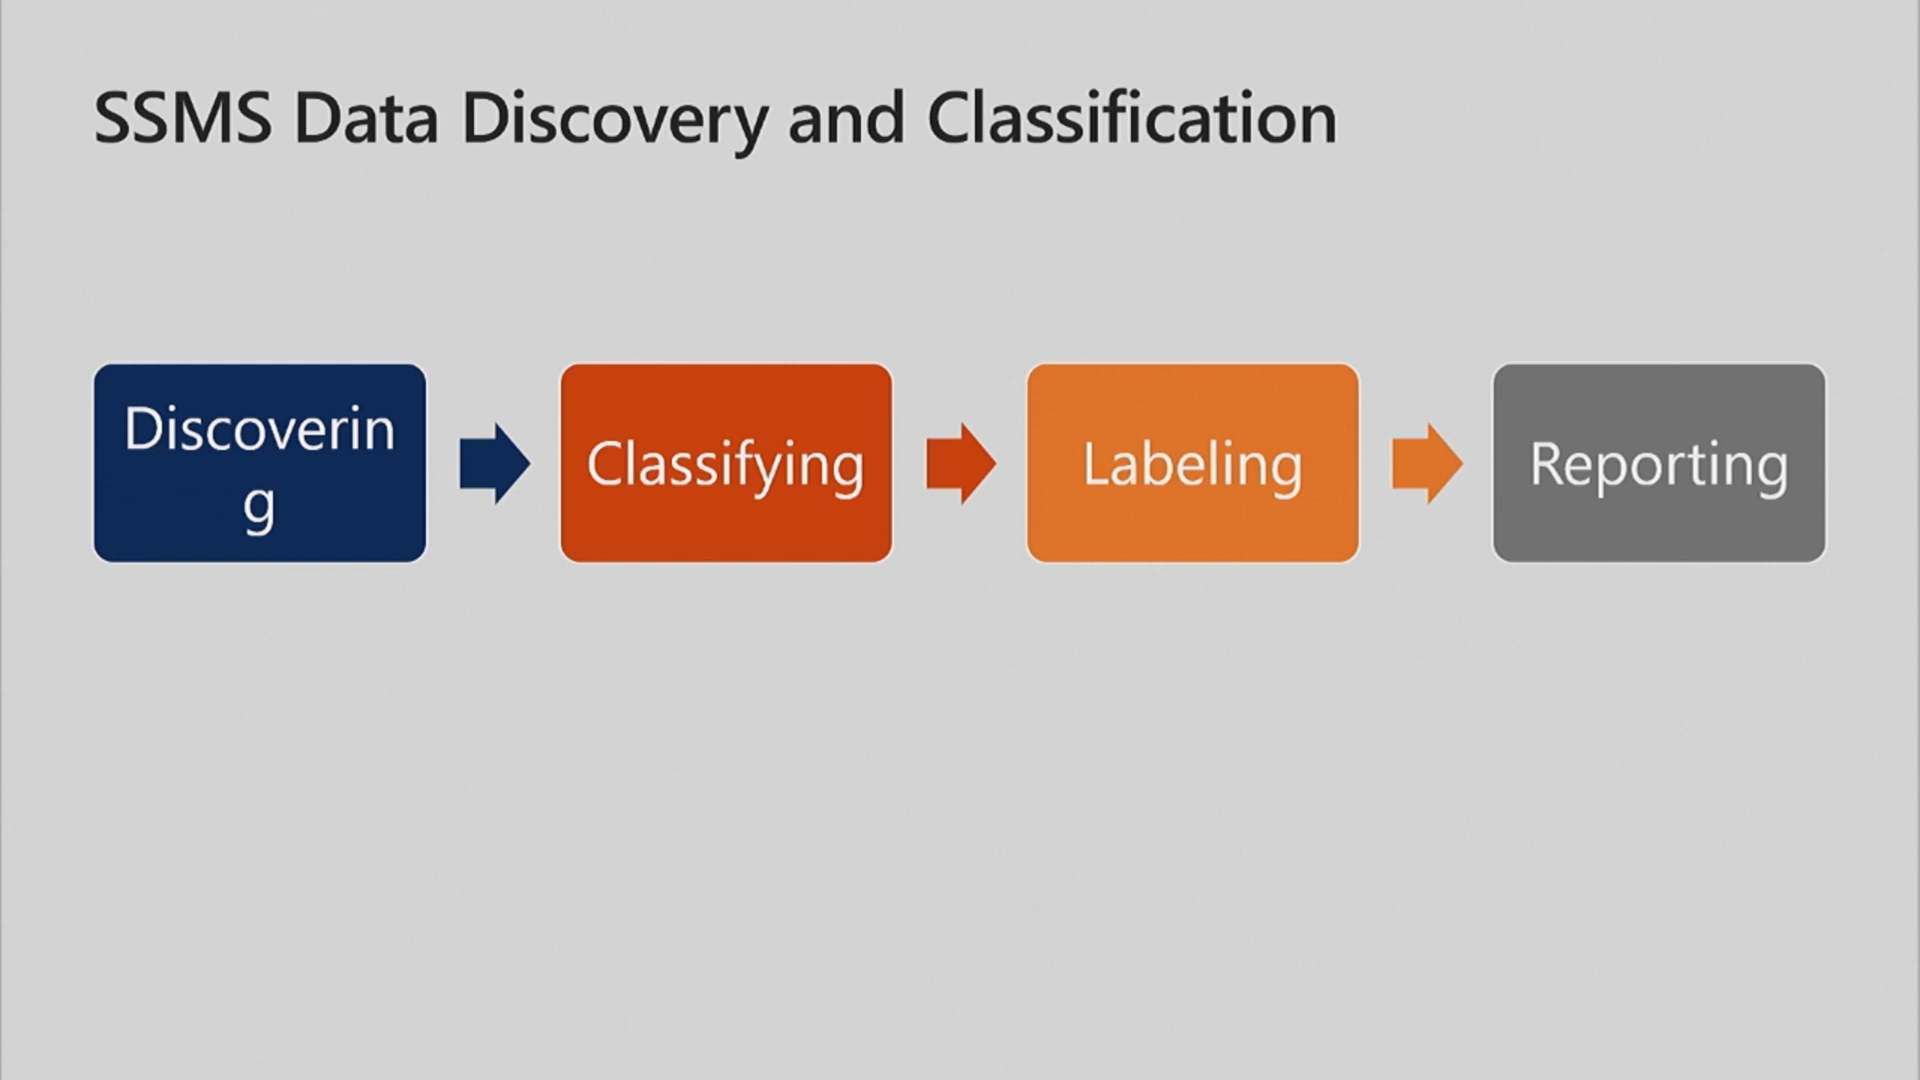 SSMS Data Discovery and Classification
Discoverin
g
Classifying
Labeling
Reporting